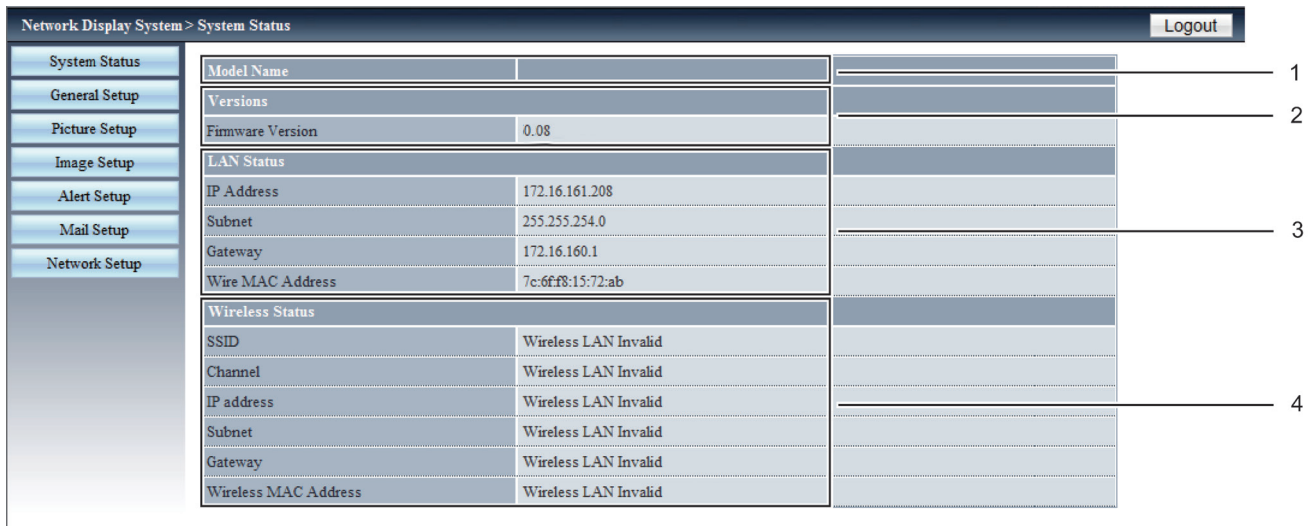 Network Display System > System Status
Logout
System Status
General Setup
Picture Setup
Image Setup
Alert Setup
Mail Setup
Network Setup
Model Name
1
Versions
2
Firmware Version 0.08
LAN Status
IP Address 172.16.161.208
Subnet 255.255.254.0
3
Gateway 172.16.160.1
Wire MAC Address 7c:6f:f8:15:72:ab
Wireless Status
SSID Wireless LAN Invalid
Channel Wireless LAN Invalid
IP address Wireless LAN Invalid
4
Subnet Wireless LAN Invalid
Gateway Wireless LAN Invalid
Wireless MAC Address Wireless LAN Invalid